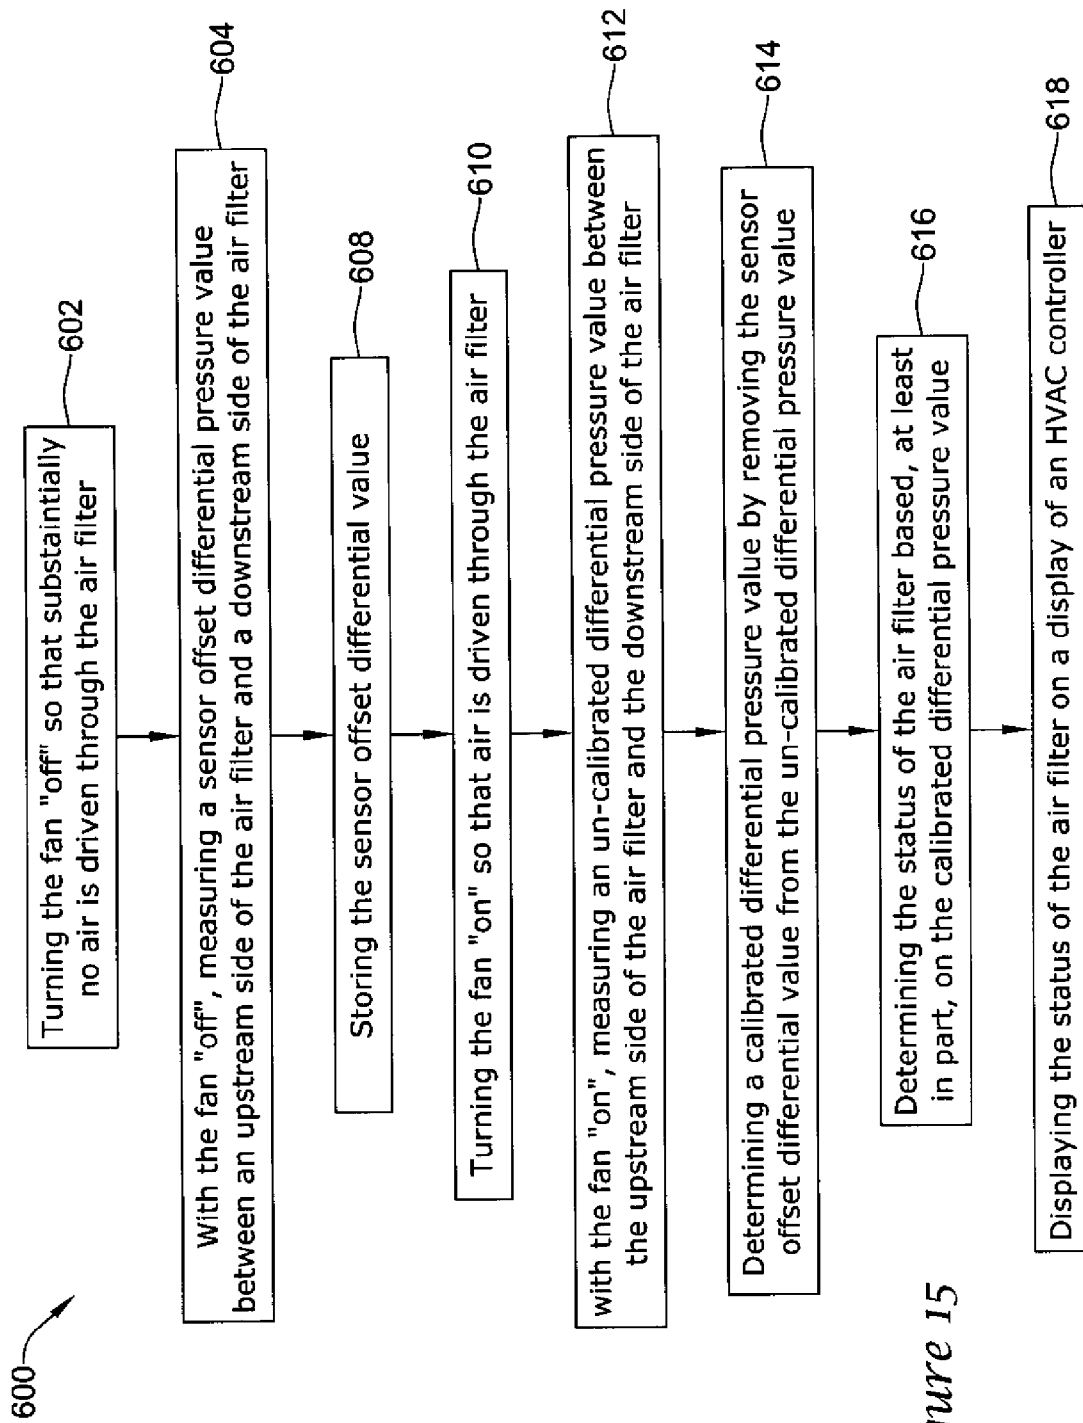 600
Turning the fan "off" so that substaintially
no air is driven through the air filter
602
With the fan "off", measuring a sensor offset differential pressure value
between an upstream side of the air filter and a downstream side of the air filter
604
Storing the sensor offset differential value
608
Turning the fan "on" so that air is driven through the air filter
610
with the fan "on", measuring an un-calibrated differential pressure value between
the upstream side of the air filter and the downstream side of the air filter
612
Determining a calibrated differential pressure value by removing the sensor
offset differential value from the un-calibrated differential pressure value
614
Determining the status of the air filter based, at least
in part, on the calibrated differential pressure value
616
Displaying the status of the air filter on a display of an HVAC controller
618
15